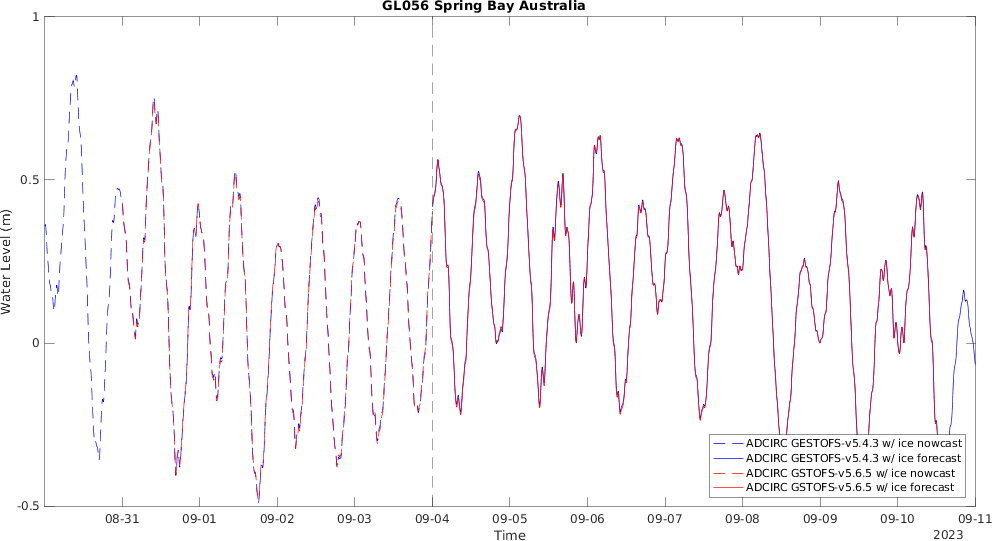 GL056 Spring Bay Australia
Water Level (m)
1
0.5
0
-0.5
08-31 09-01 09-02 09-03 09-04 09-05 09-06 09-07 09-08 09-09 09-10 09-11
Time
2023
ADCIRC GESTOFS-v5.4.3 w/ ice nowcast
ADCIRC GESTOFS-v5.4.3 w/ ice forecast
ADCIRC GSTOFS-v5.6.5 w/ ice nowcast
ADCIRC GSTOFS-v5.6.5 w/ ice forecast